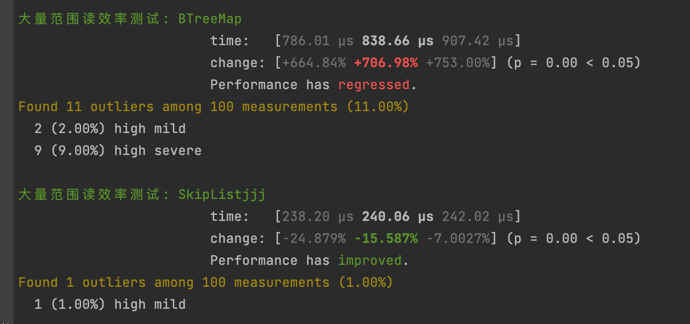 大量范围读效率测试: BTreeMap
time: [786.01 µs 838.66 µs 907.42 µs]
change: [+664.84% +706.98% +753.00%] (p = 0.00 < 0.05)
Performance has regressed.
Found 11 outliers among 100 measurements (11.00%)
2 (2.00%) high mild
9 (9.00%) high severe
大量范围读效率测试: SkipListjjj
time: [238.20 µs 240.06 µs 242.02 µs]
change: [-24.879% -15.587% -7.0027%] (p = 0.00 < 0.05)
Performance has improved.
Found 1 outliers among 100 measurements (1.00%)
1 (1.00%) high mild